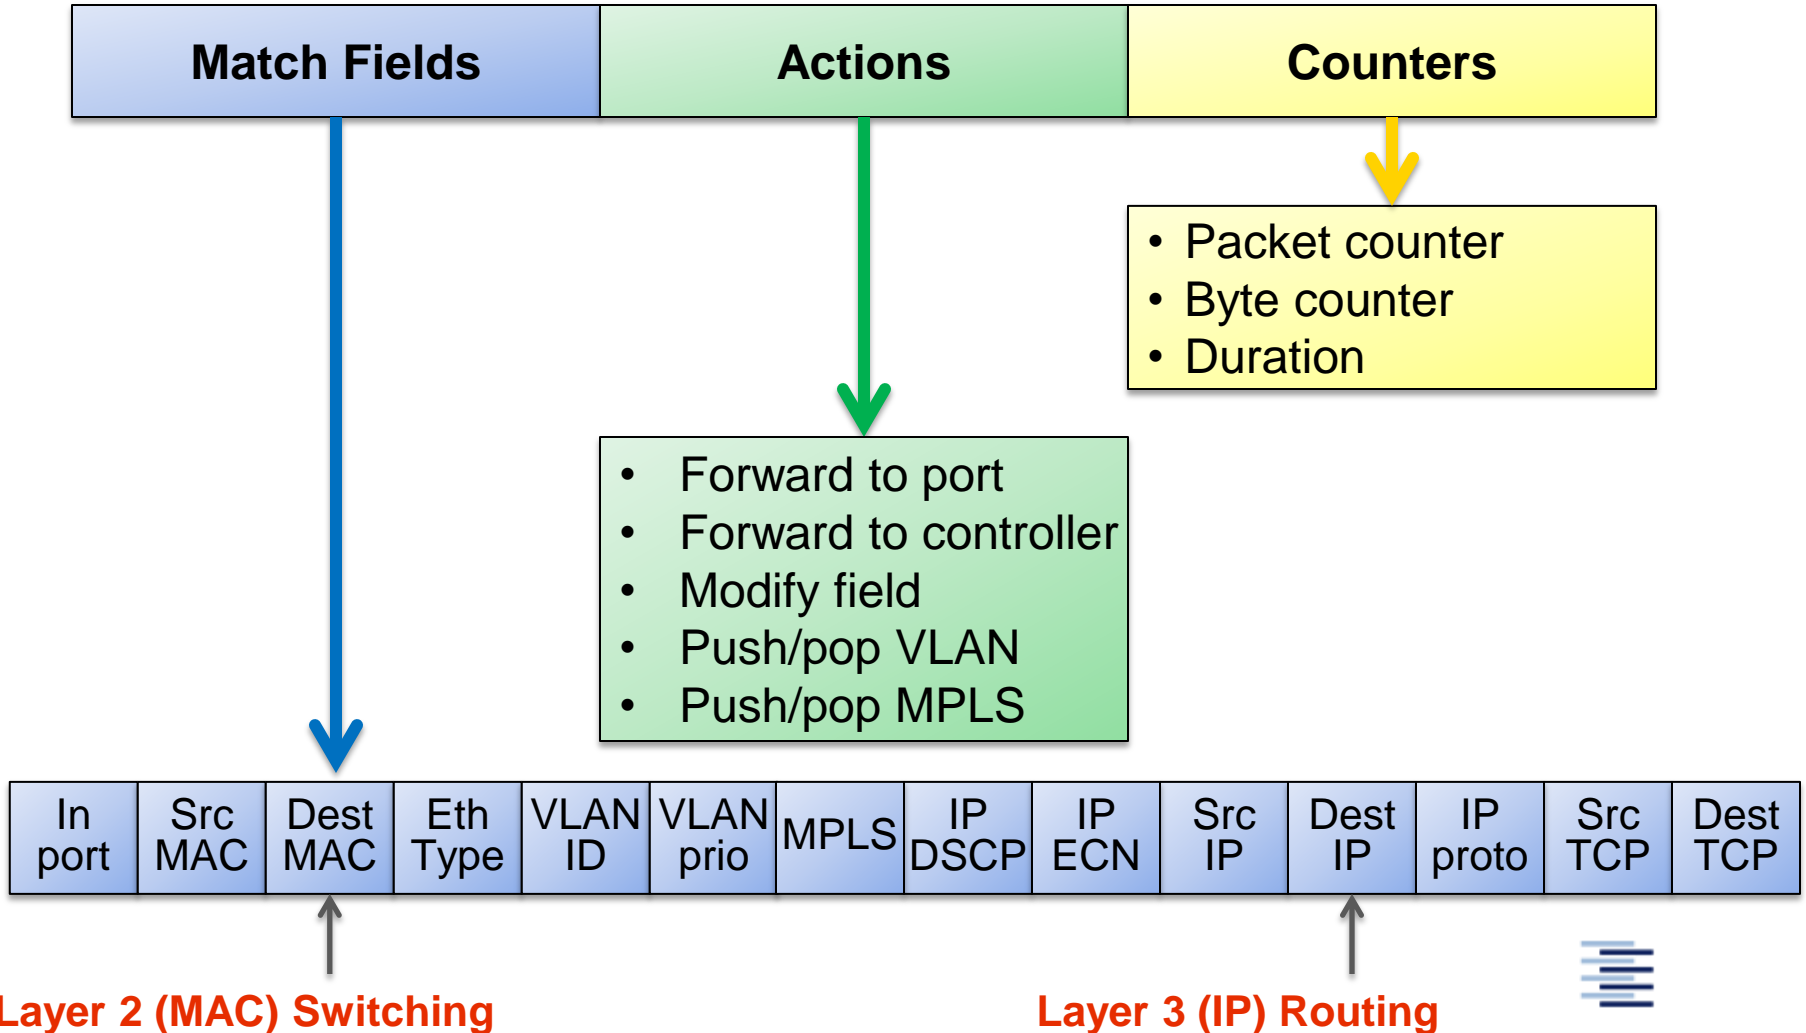 Match Fields
Actions
Counters
• Packet counter
• Byte counter
• Duration
• Forward to port
• Forward to controller
• Modify field
• Push/pop VLAN
• Push/pop MPLS
In
port
Src
MAC
Dest
MAC
Eth
Type
VLAN
ID
VLAN
prio
MPLS
IP
DSCP
IP
ECN
Src
IP
Dest
IP
IP
proto
Src
TCP
Dest
TCP
Layer 2 (MAC) Switching
Layer 3 (IP) Routing